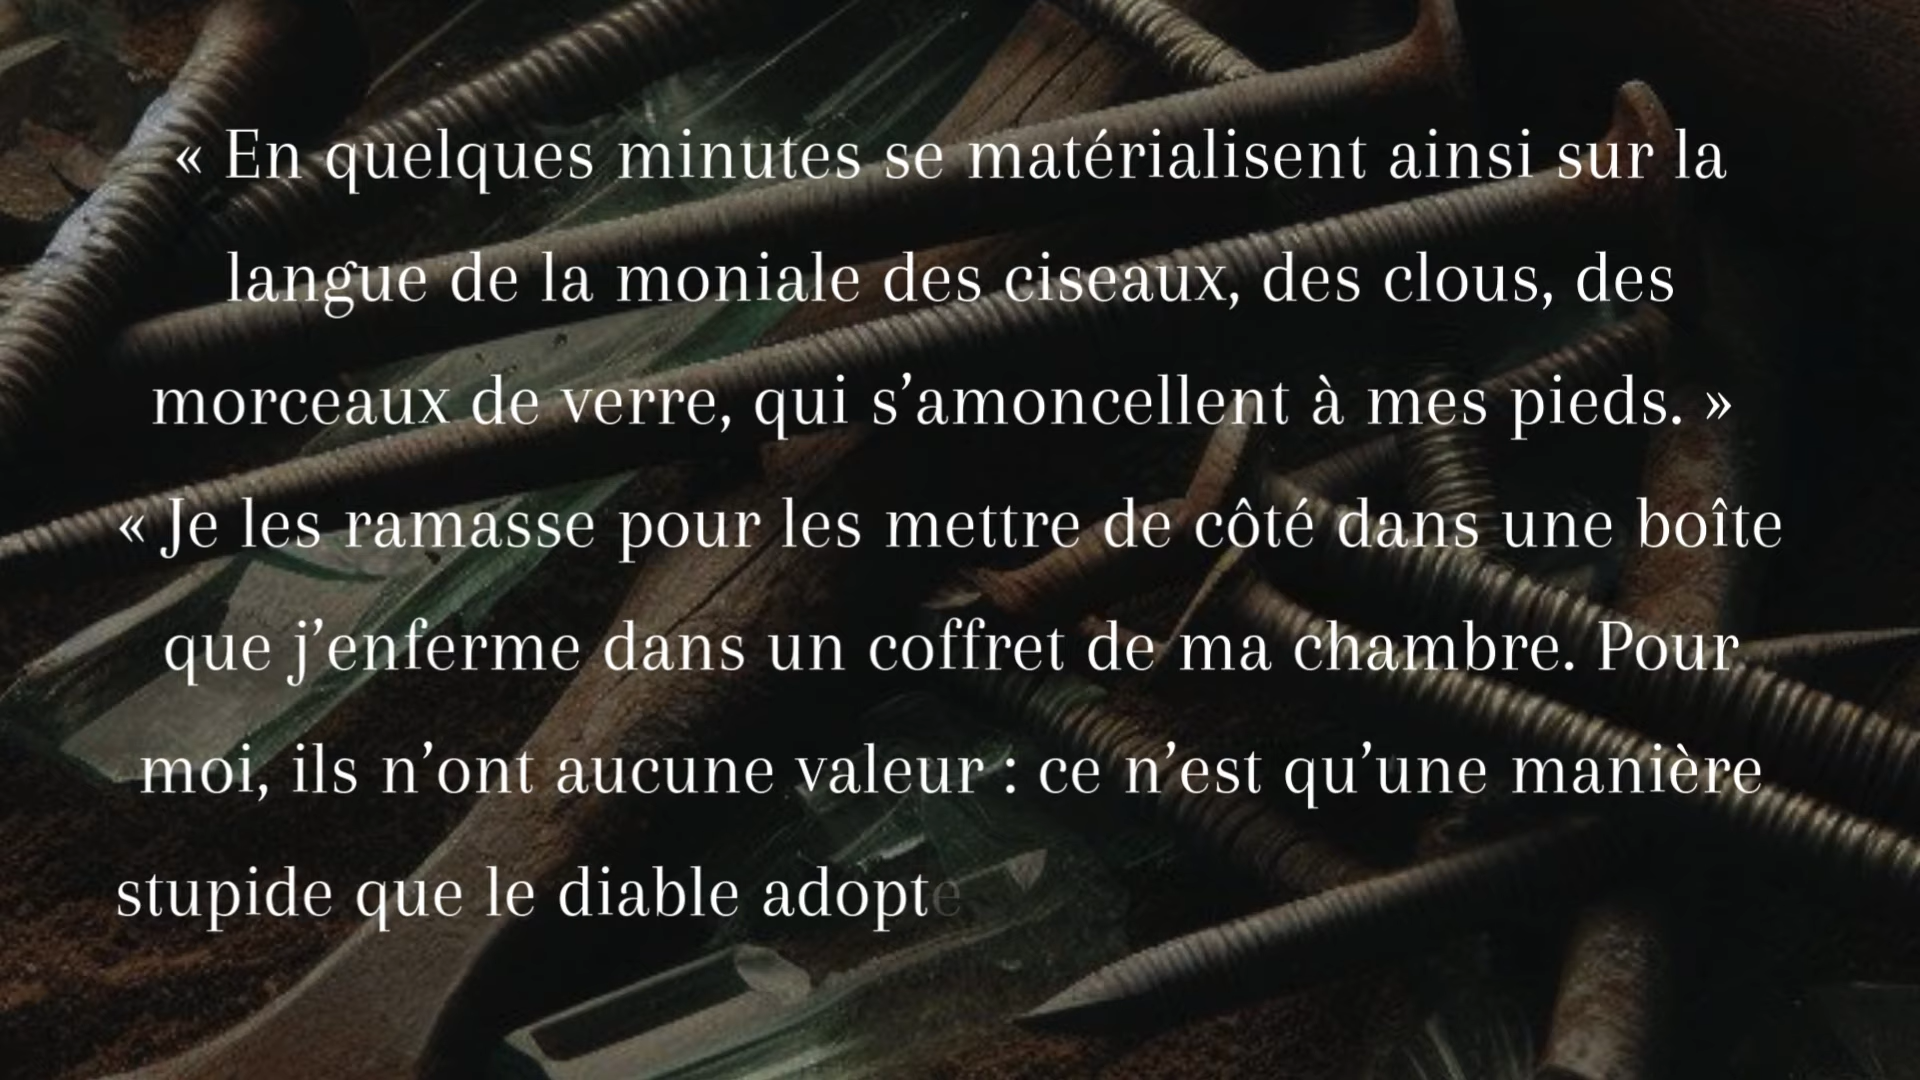 « En quelques minutes se matérialisent ainsi sur la
langue de la moniale des ciseaux, des clous, des
morceaux de verre, qui s’amoncellent à mes pieds. »
« Je les ramasse pour les mettre de côté dans une boîte
que j’enferme dans un coffret de ma chambre. Pour
moi, ils n’ont aucune valeur : ce n’est qu’une manière
stupide que le diable adopte